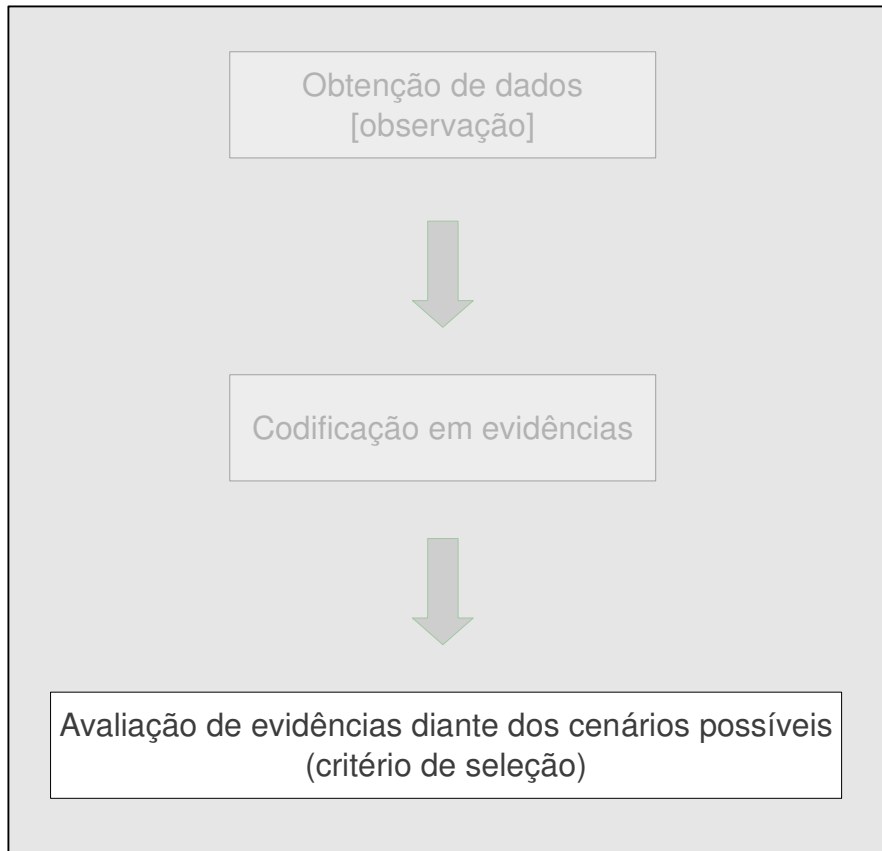 Obtenção de dados
[observação]
Codificação em evidências
Avaliação de evidências diante dos cenários possíveis
(critério de seleção)